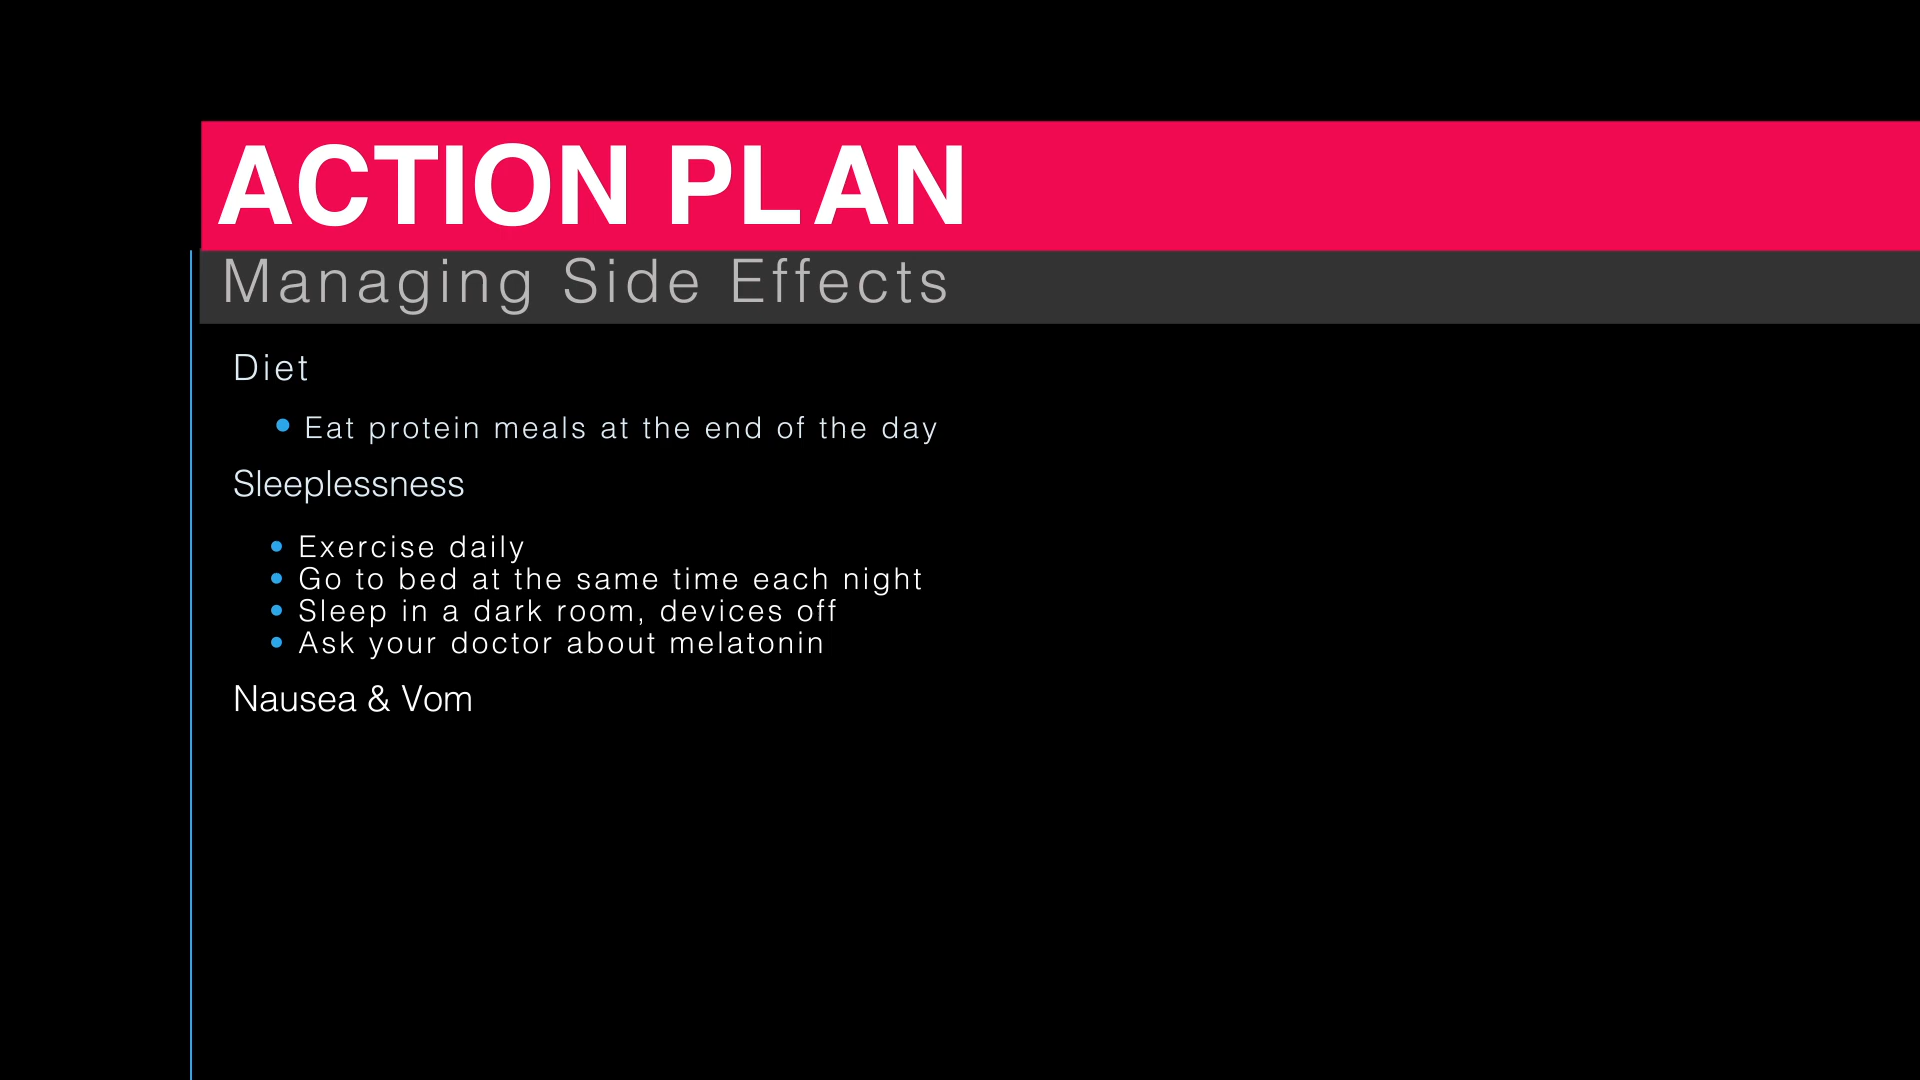 ACTION PLAN
Managing Side Effects
Diet
• Eat protein meals at the end of the day
Sleeplessness
• Exercise daily
• Go to bed at the same time each night
• Sleep in a dark room, devices off
• Ask your doctor about melatonin
Nausea & Vom